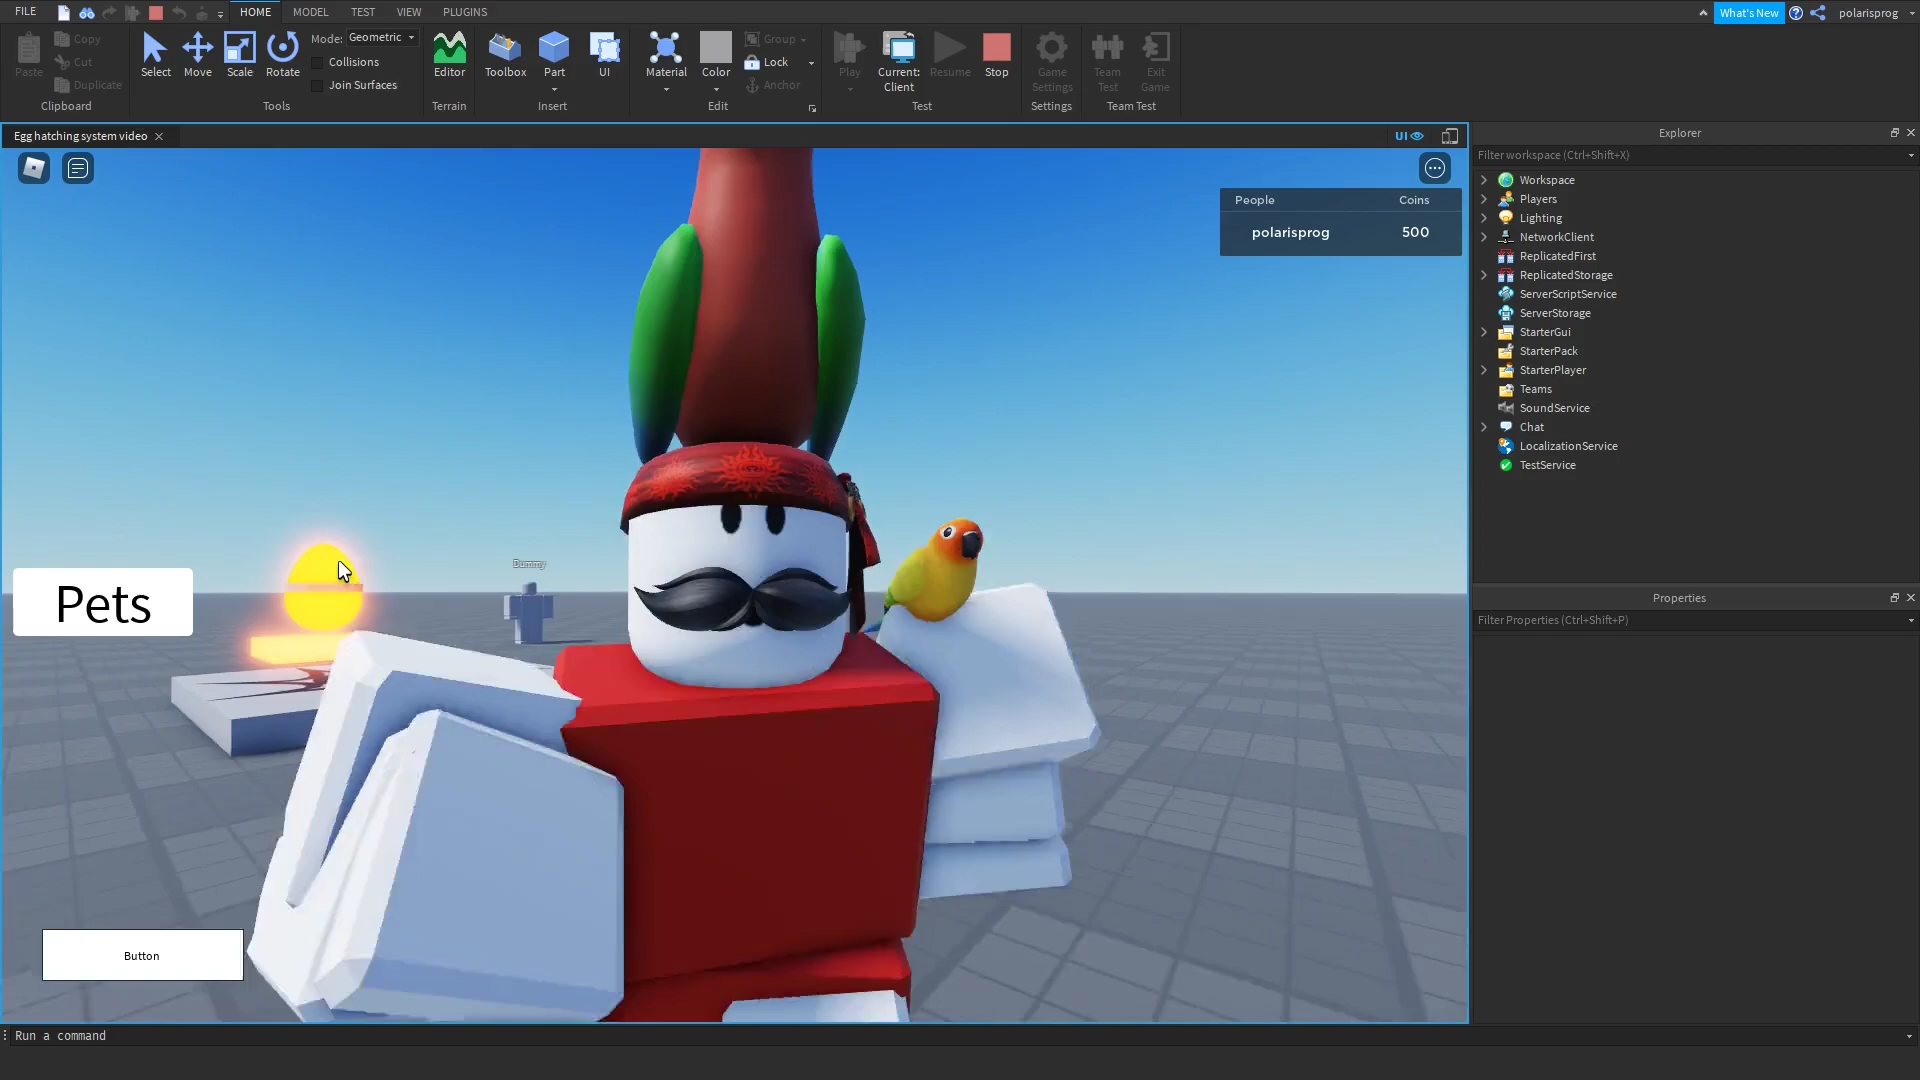 FILE HOME MODEL TEST VIEW PLUGINS What's New polarisprog
Paste Copy Cut Duplicate
Clipboard
Select Move Scale Rotate Mode: Geometric
Collisions
Join Surfaces
Tools
Editor
Terrain
Toolbox Part UI
Insert
Material Color Group Lock Anchor
Edit
Play Current: Client Resume Stop
Test
Game Settings
Settings
Team Test Exit Game
Team Test
Egg hatching system video
UI
People Coins
polarisprog 500
Dummy
Pets
Button
Explorer
Filter workspace (Ctrl+Shift+X)
Workspace
Players
Lighting
NetworkClient
ReplicatedFirst
ReplicatedStorage
ServerScriptService
ServerStorage
StarterGui
StarterPack
StarterPlayer
Teams
SoundService
Chat
LocalizationService
TestService
Properties
Filter Properties (Ctrl+Shift+P)
Run a command